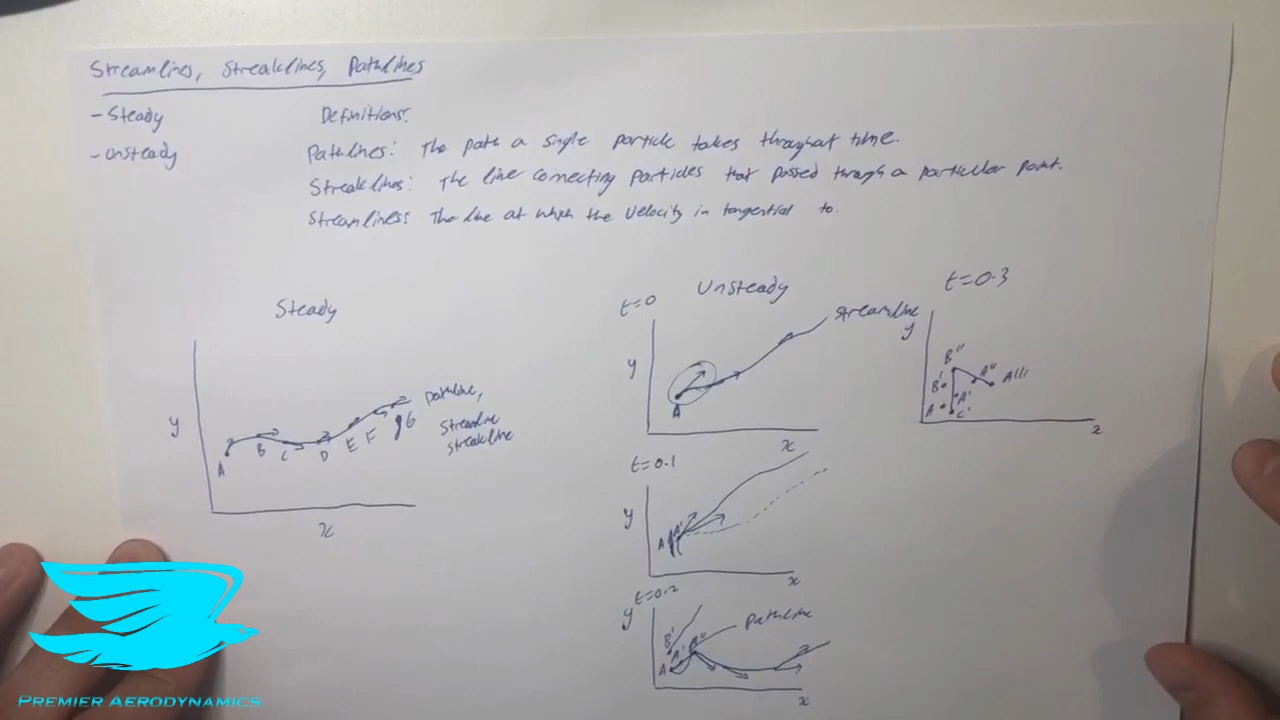 Streamlines, Streaklines, Pathlines
- Steady
- Unsteady
Definitions:
Pathlines: The path a single particle takes throughout time.
Streaklines: The line connecting particles that passed through a particular point.
Streamliness: The line at which the velocity in tangential to.
Steady
y
A
B
C
D
E
F
G
pathline,
Streamline
streakline
x
Unsteady
t=0
y
A
streamline
x
t=0.1
y
A
A'
x
t=0.2
y
B'
A
A'
A''
Pathline
x
t=0.3
y
B''
B'
A''
A'''
A
A'
C'
x
PREMIER AERODYNAMICS